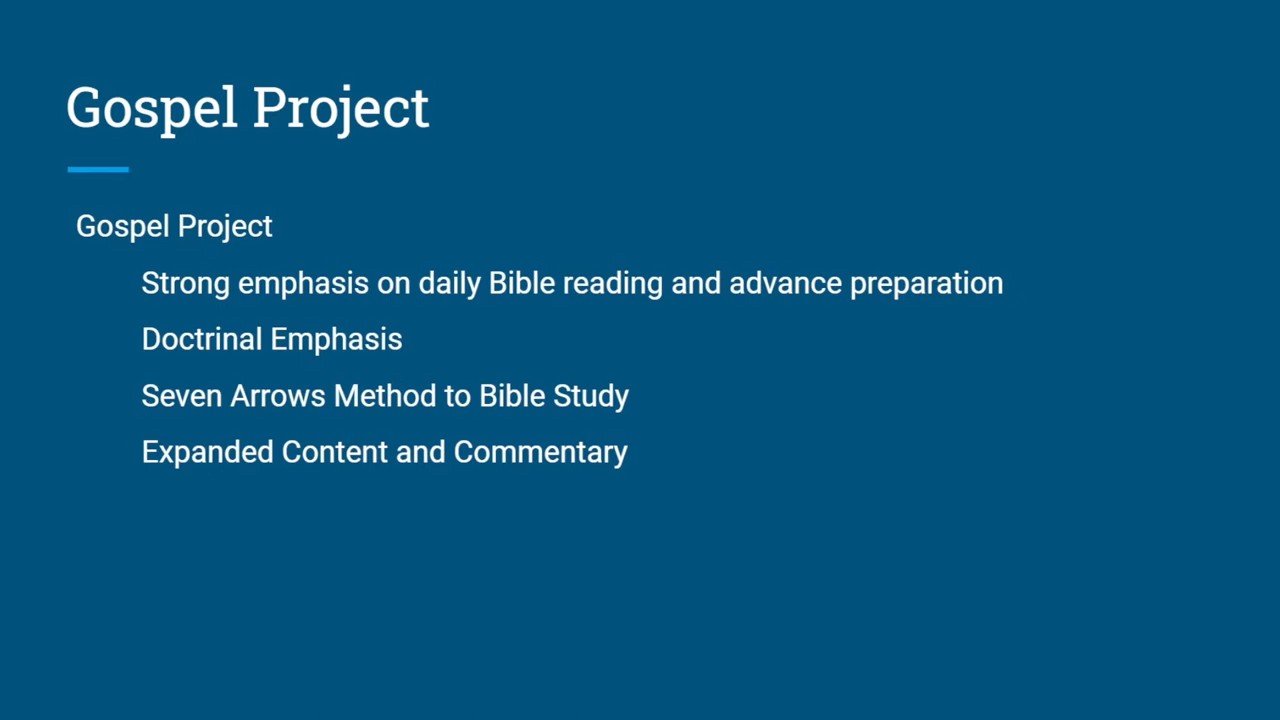 Gospel Project
Gospel Project
Strong emphasis on daily Bible reading and advance preparation
Doctrinal Emphasis
Seven Arrows Method to Bible Study
Expanded Content and Commentary